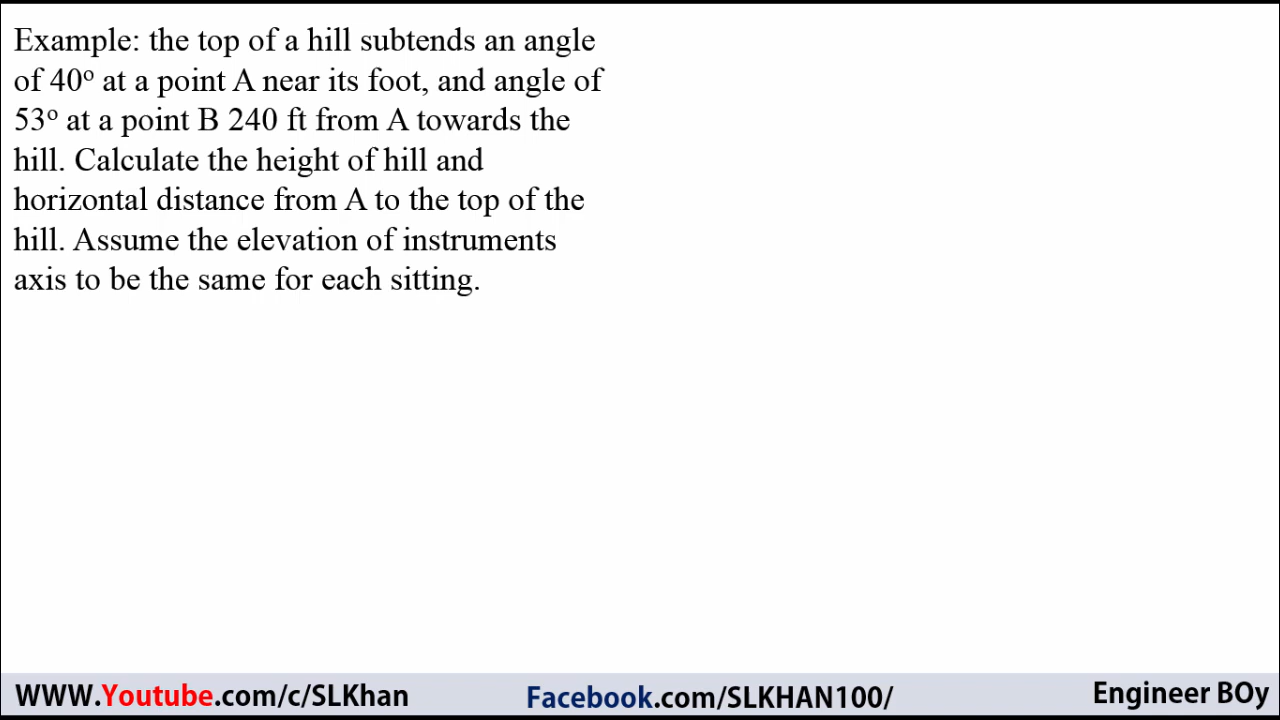 Example: the top of a hill subtends an angle
of 40º at a point A near its foot, and angle of
53º at a point B 240 ft from A towards the
hill. Calculate the height of hill and
horizontal distance from A to the top of the
hill. Assume the elevation of instruments
axis to be the same for each sitting.
WWW.Youtube.com/c/SLKhan
Facebook.com/SLKHAN100/
Engineer BOy